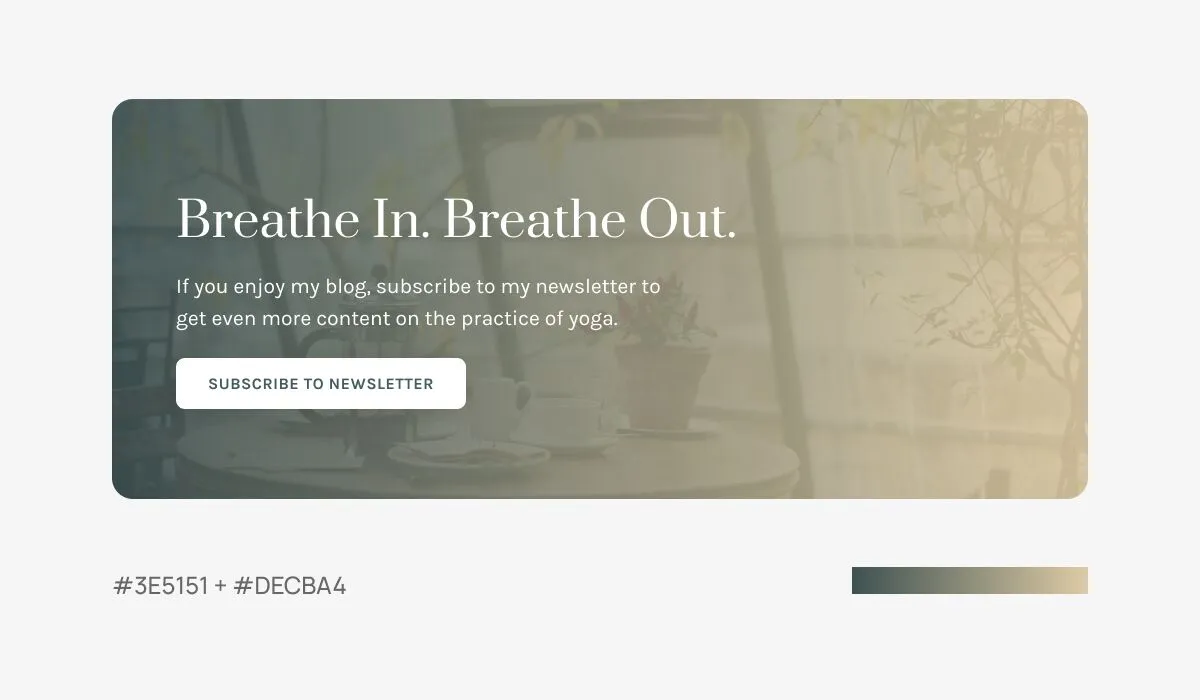 Breathe In. Breathe Out.
If you enjoy my blog, subscribe to my newsletter to
get even more content on the practice of yoga.
SUBSCRIBE TO NEWSLETTER
#3E5151 + #DECBA4